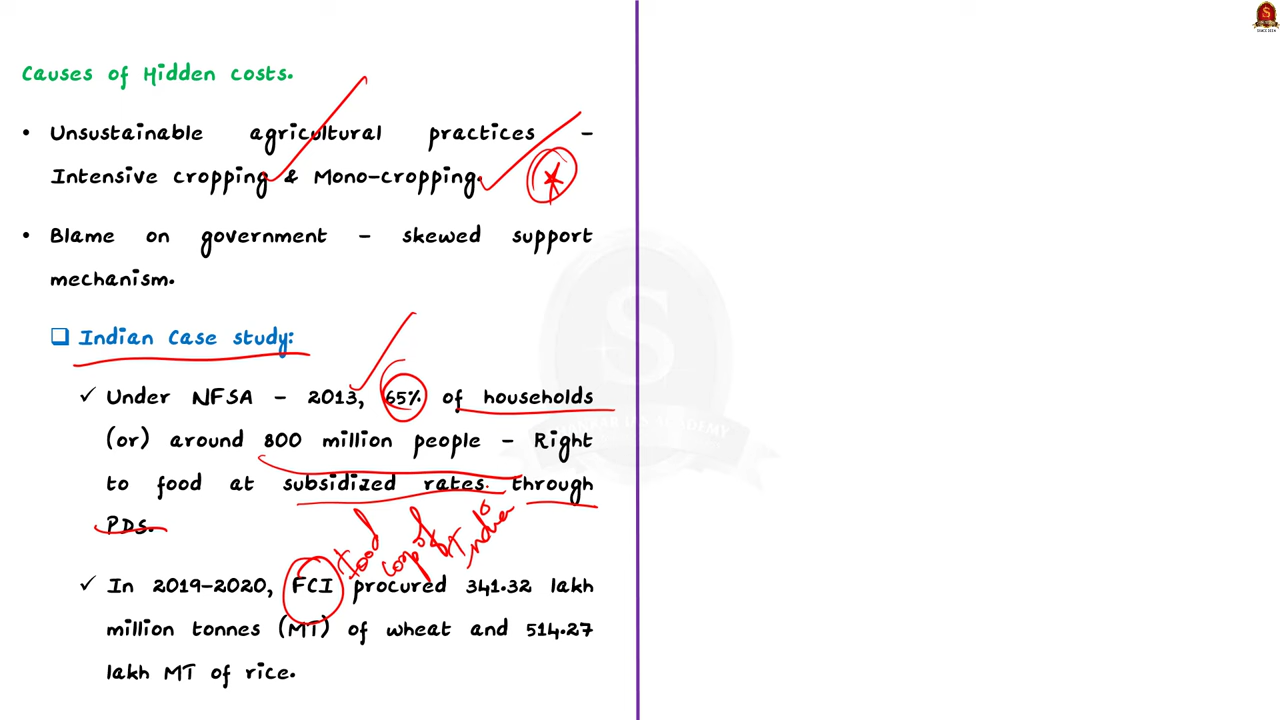 Causes of Hidden costs.
• Unsustainable agricultural practices –
Intensive cropping & Mono-cropping.
• Blame on government – skewed support
mechanism.
❑ Indian Case study:
✓ Under NFSA – 2013, 65% of households
(or) around 800 million people – Right
to food at subsidized rates through
PDS.
Food Corp of India
✓ In 2019-2020, FCI procured 341.32 lakh
million tonnes (MT) of wheat and 514.27
lakh MT of rice.
S